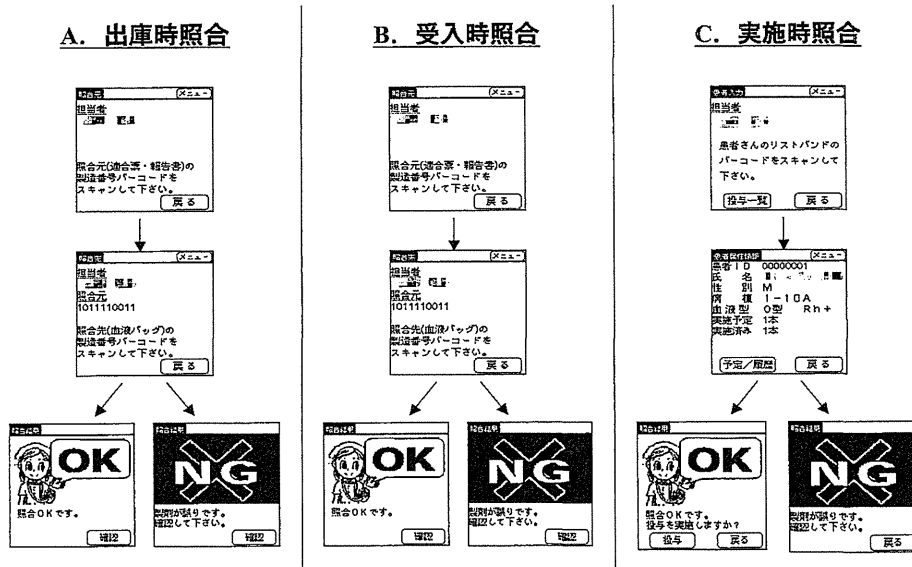 A. 出庫時照合
照合元
メニュー
担当者
照合元(適合票・報告書)の
製造番号バーコードを
スキャンして下さい。
戻る
照合先
メニュー
担当者
照合元
1011110011
照合先(血液バッグ)の
製造番号バーコードを
スキャンして下さい。
戻る
照合結果
OK
照合OKです。
確認
照合結果
NG
製剤が誤りです。
確認して下さい。
確認
B. 受入時照合
照合元
メニュー
担当者
照合元(適合票・報告書)の
製造番号バーコードを
スキャンして下さい。
戻る
照合先
メニュー
担当者
照合元
1011110011
照合先(血液バッグ)の
製造番号バーコードを
スキャンして下さい。
戻る
照合結果
OK
照合OKです。
確認
照合結果
NG
製剤が誤りです。
確認して下さい。
確認
C. 実施時照合
患者入力
メニュー
担当者
患者さんのリストバンドの
バーコードをスキャンして
下さい。
投与一覧 戻る
患者属性情報
メニュー
患者ID 00000001
氏 名
性 別 M
病 棟 1-10A
血液型 O型 Rh+
実施予定 1本
実施済み 1本
予定/履歴 戻る
照合結果
OK
照合OKです。
投与を実施しますか?
投与 戻る
照合結果
NG
製剤が誤りです。
確認して下さい。
戻る